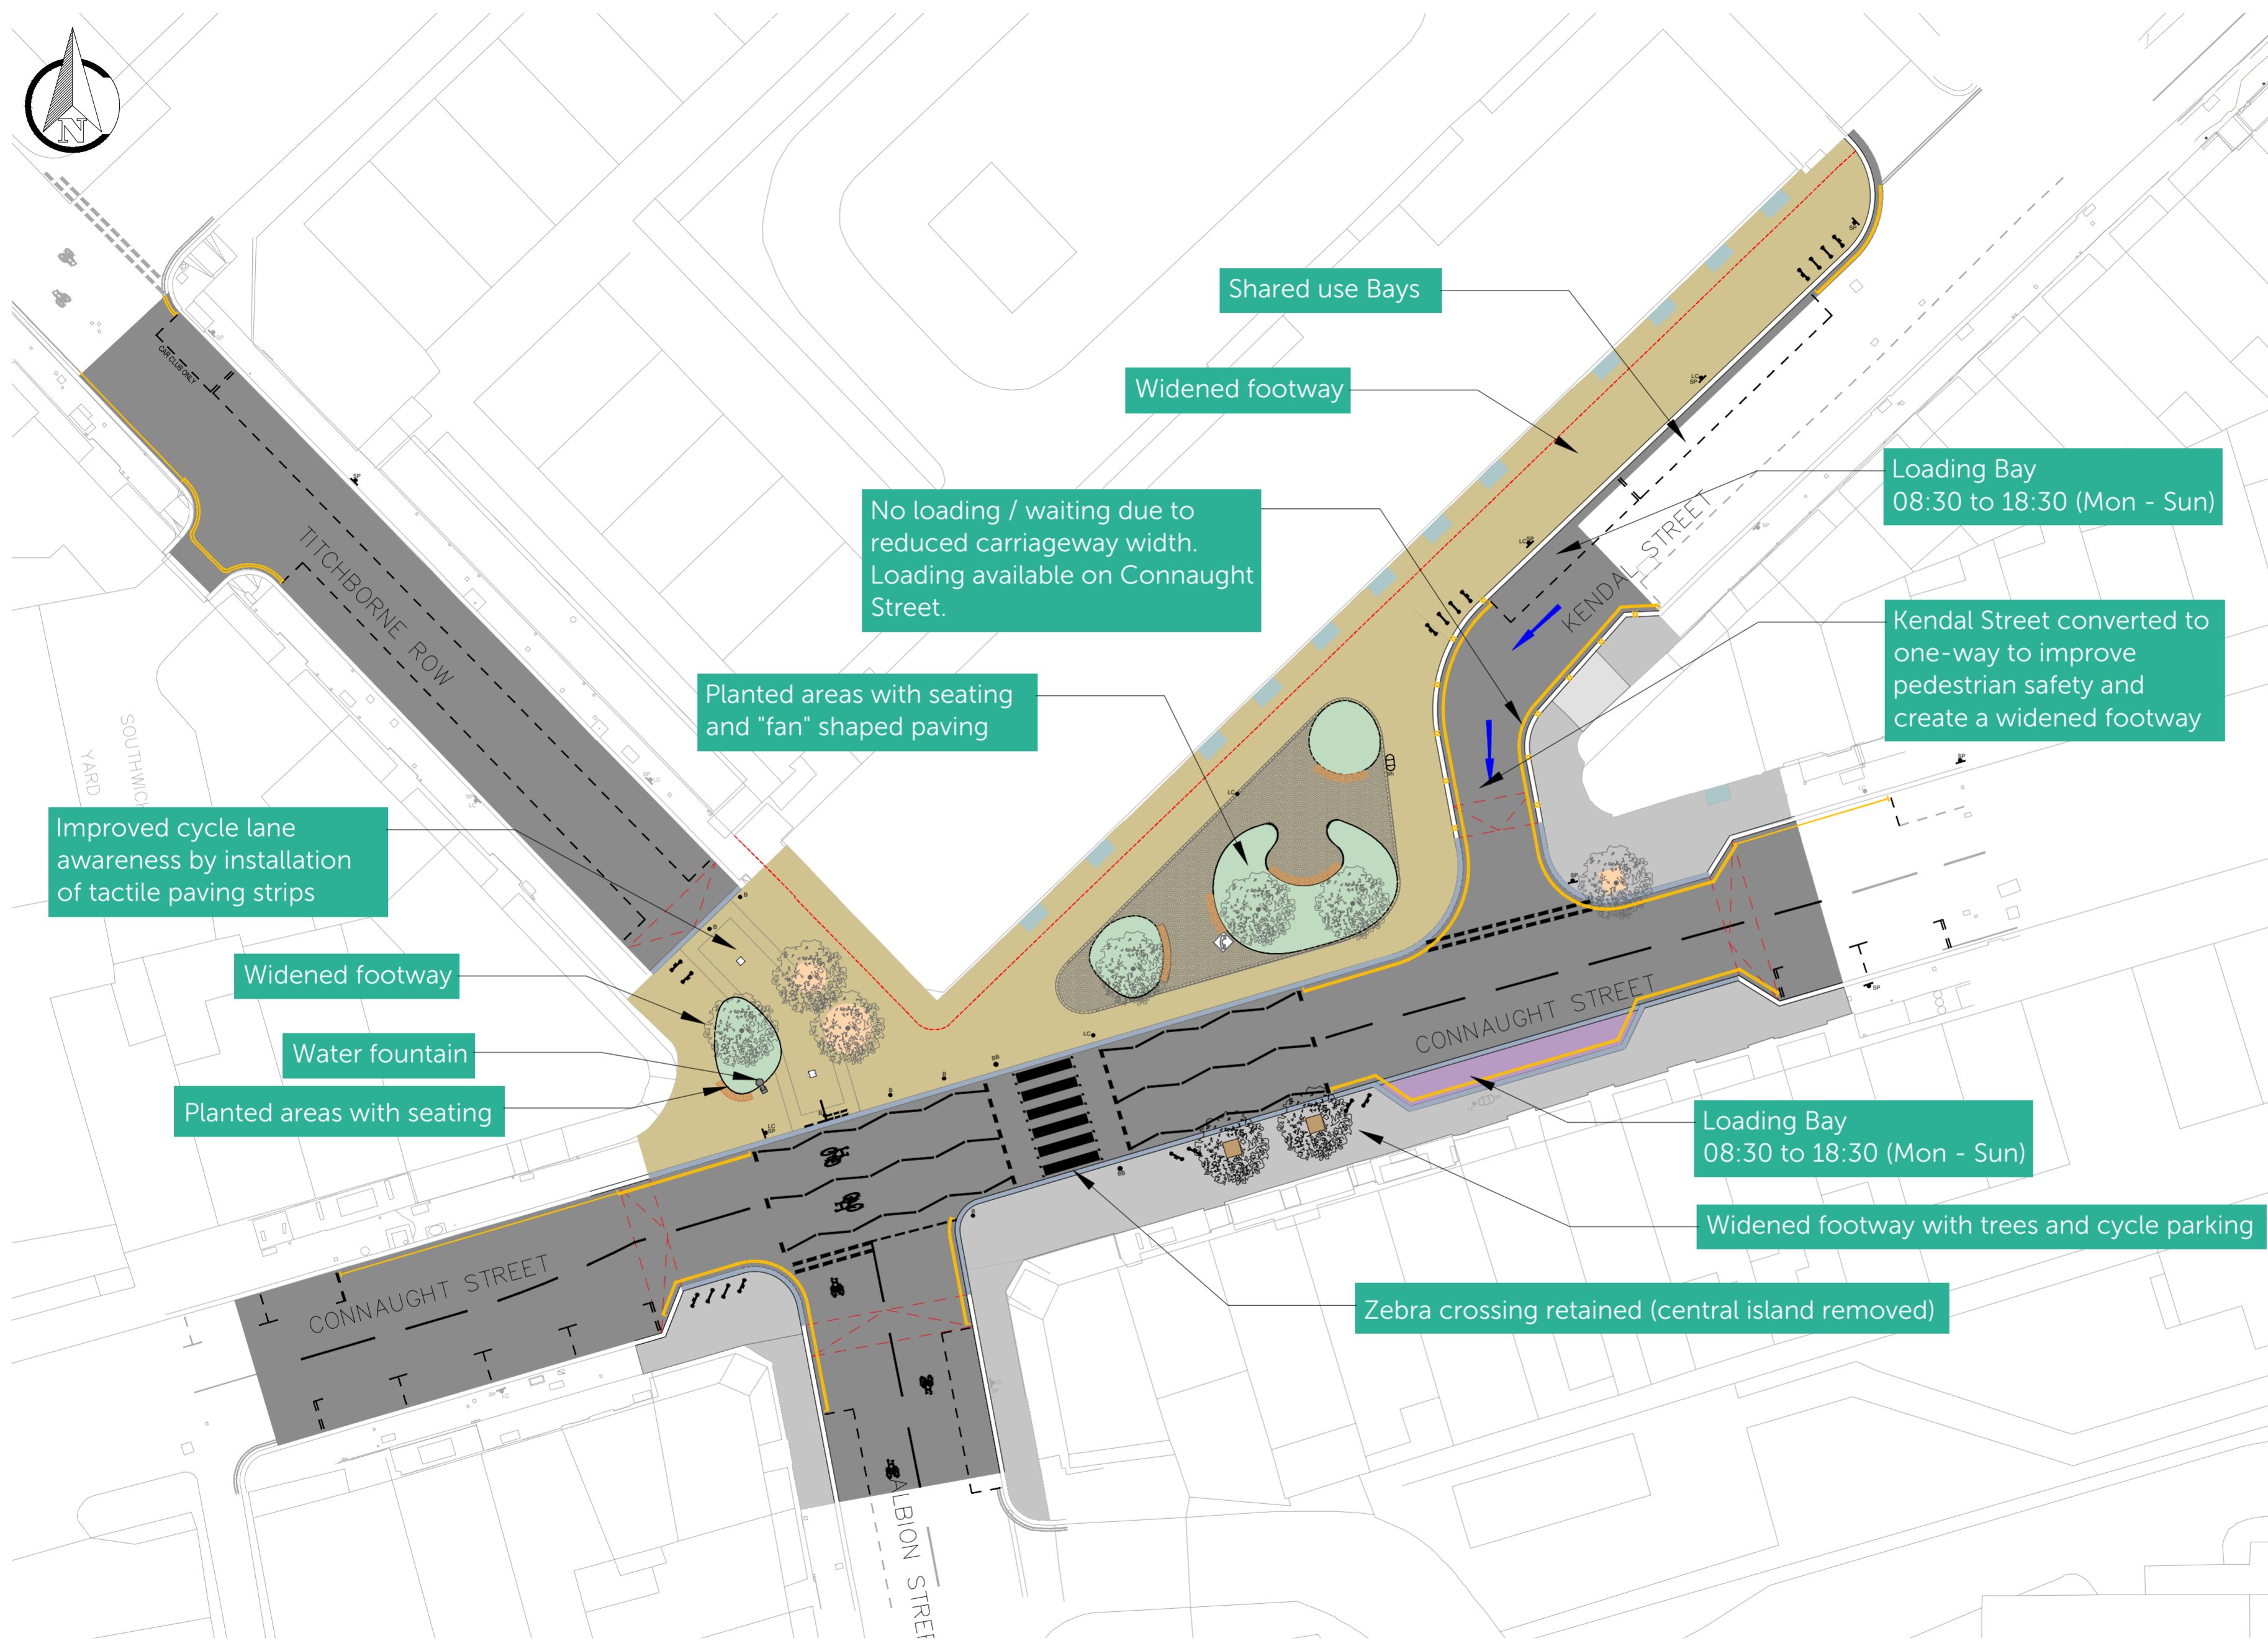 N
Shared use Bays
Widened footway
CAR CLUB ONLY
Loading Bay
08:30 to 18:30 (Mon - Sun)
No loading / waiting due to
reduced carriageway width.
Loading available on Connaught
Street.
KENDAL STREET
TITCHBORNE ROW
Kendal Street converted to
one-way to improve
pedestrian safety and
create a widened footway
Planted areas with seating
and "fan" shaped paving
SOUTHWICK
YARD
Improved cycle lane
awareness by installation
of tactile paving strips
Widened footway
CONNAUGHT STREET
Water fountain
Planted areas with seating
Loading Bay
08:30 to 18:30 (Mon - Sun)
Widened footway with trees and cycle parking
CONNAUGHT STREET
Zebra crossing retained (central island removed)
ALBION STREE